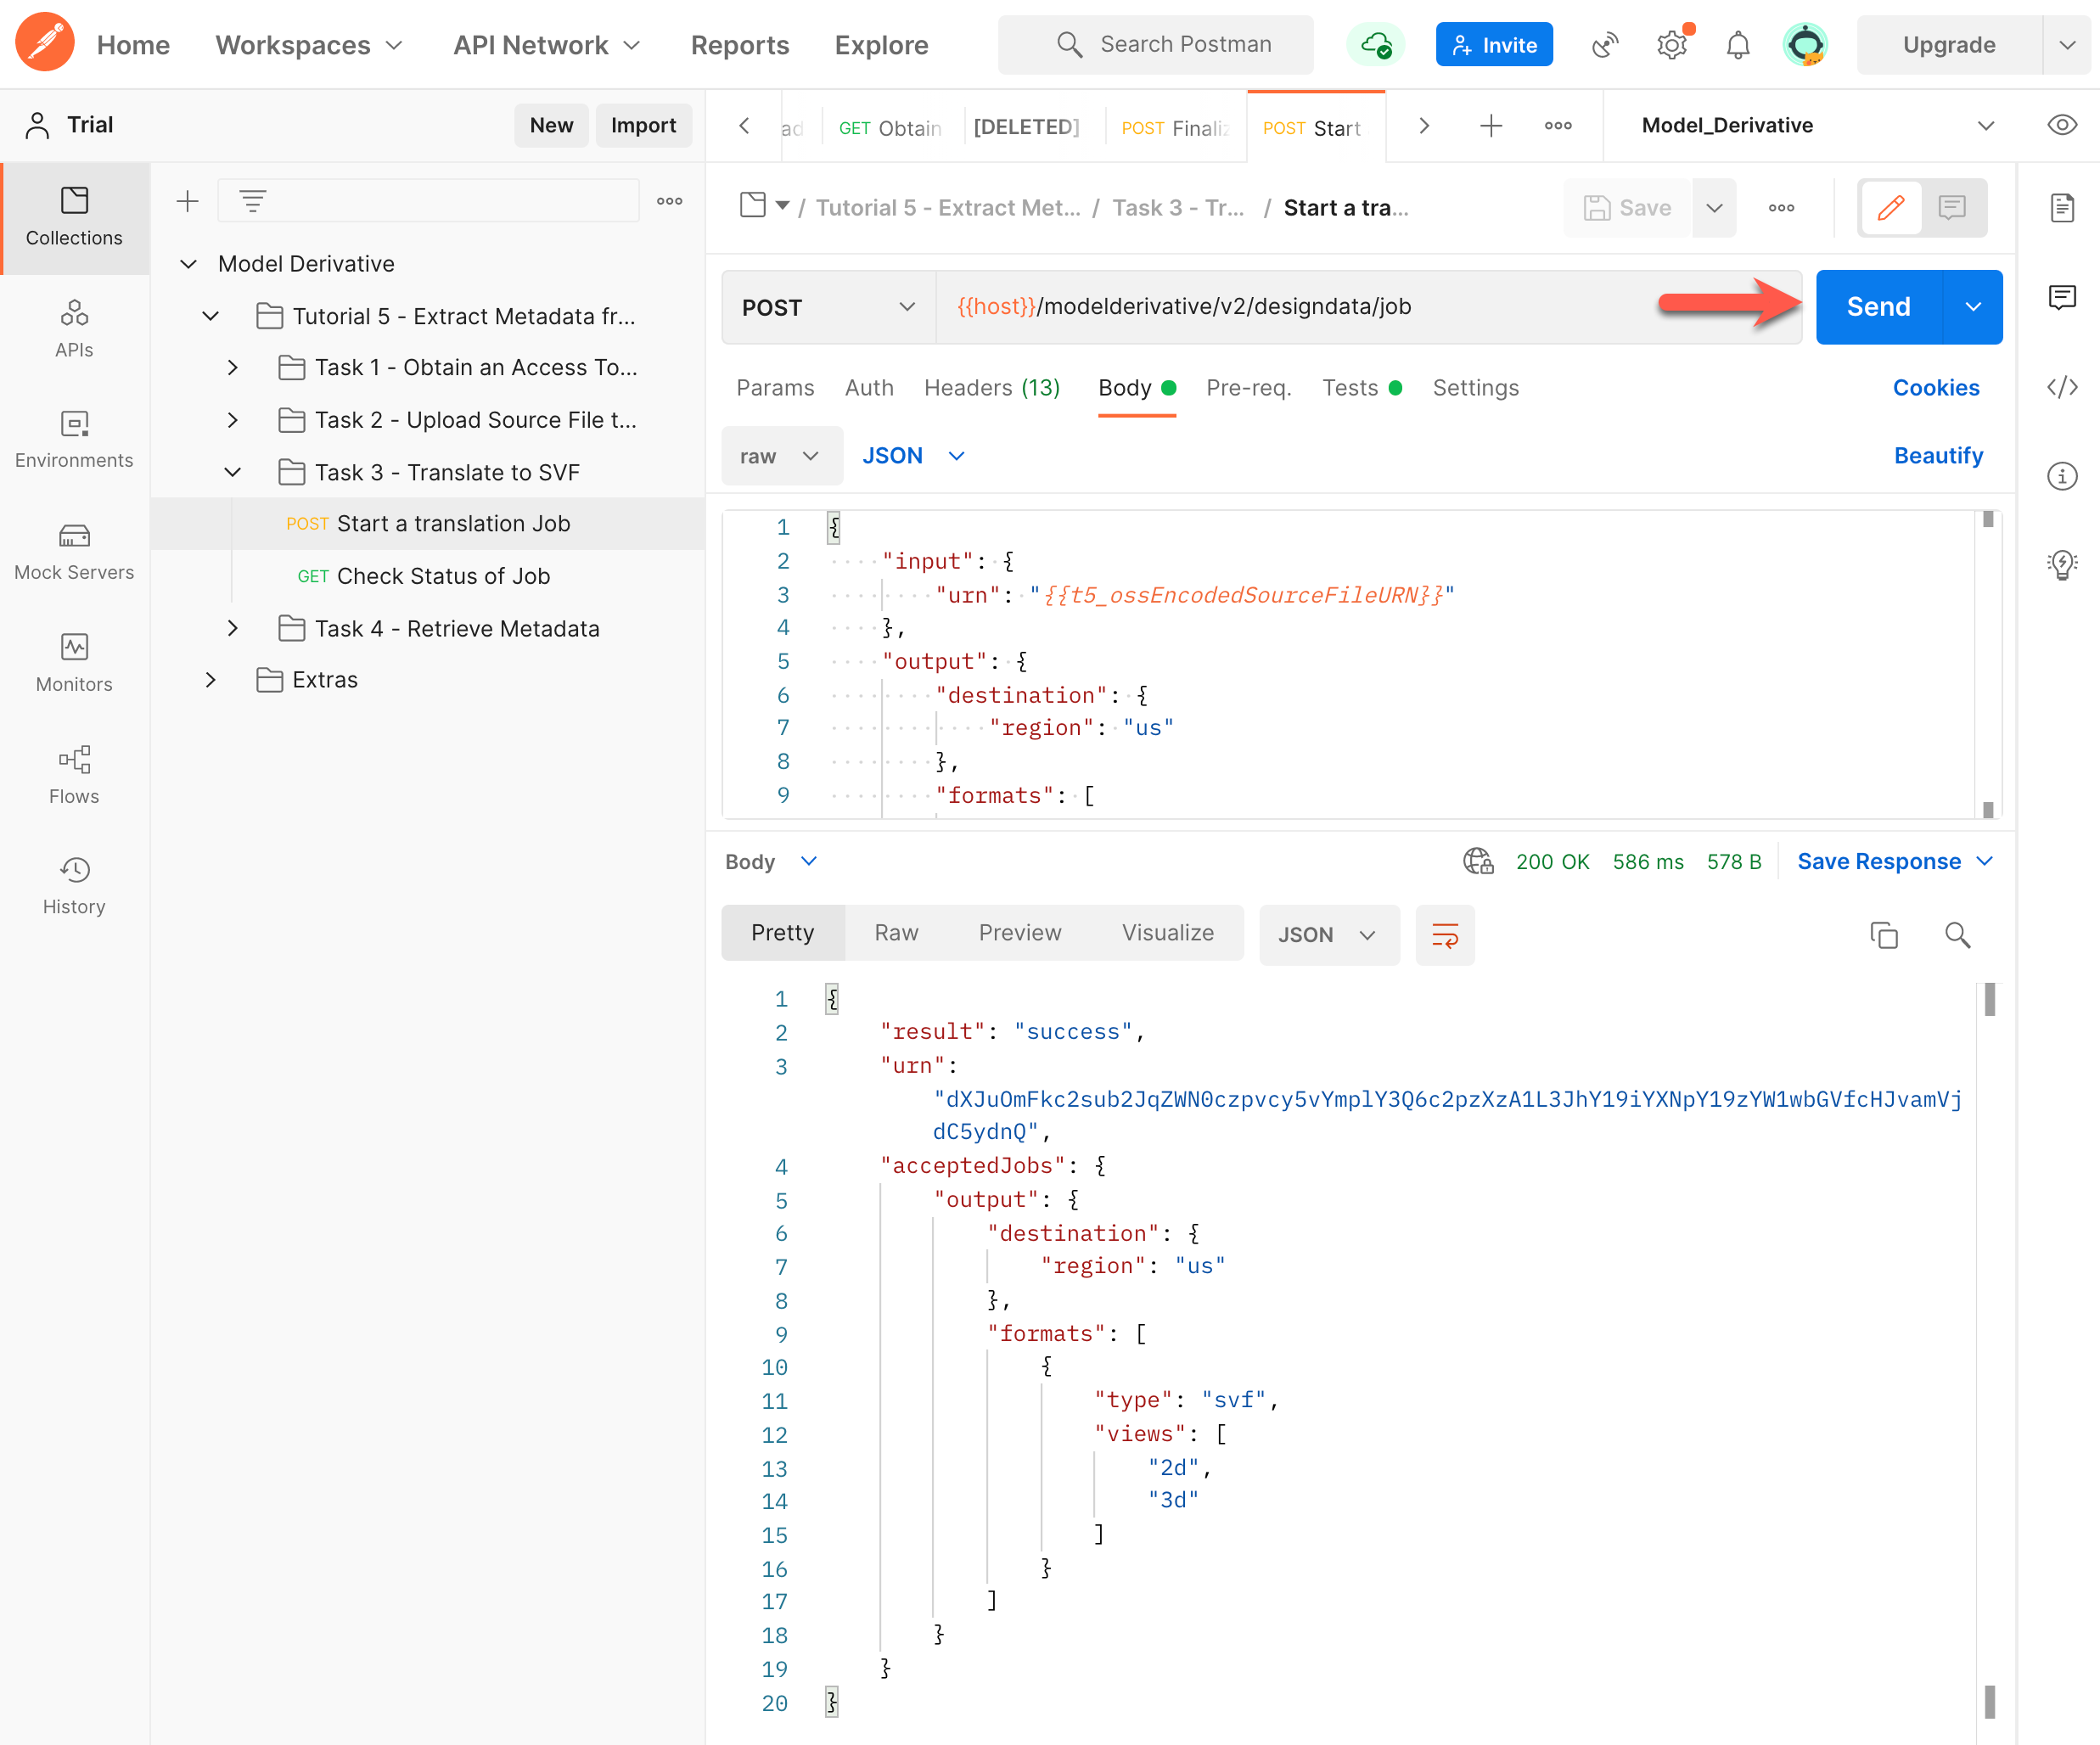 Home
Workspaces
API Network
Reports
Explore
Search Postman
Invite
Upgrade
Trial
New
Import
ad
GET Obtain
[DELETED]
POST Finaliz
POST Start
Model_Derivative
Collections
APIs
Environments
Mock Servers
Monitors
Flows
History
Model Derivative
Tutorial 5 - Extract Metadata fr...
Task 1 - Obtain an Access To...
Task 2 - Upload Source File t...
Task 3 - Translate to SVF
POST Start a translation Job
GET Check Status of Job
Task 4 - Retrieve Metadata
Extras
/ Tutorial 5 - Extract Met... / Task 3 - Tr... / Start a tra...
Save
POST
{{host}}/modelderivative/v2/designdata/job
Send
Params
Auth
Headers (13)
Body
Pre-req.
Tests
Settings
Cookies
raw
JSON
Beautify
1 {
2 "input": {
3 "urn": "{{t5_ossEncodedSourceFileURN}}"
4 },
5 "output": {
6 "destination": {
7 "region": "us"
8 },
9 "formats": [
Body
200 OK
586 ms
578 B
Save Response
Pretty
Raw
Preview
Visualize
JSON
1 {
2 "result": "success",
3 "urn":
"dXJuOmFkc2sub2JqZWN0czpvcy5vYmplY3Q6c2pzXzA1L3JhY19iYXNpY19zYW1wbGVfcHJvamVj
dC5ydnQ",
4 "acceptedJobs": {
5 "output": {
6 "destination": {
7 "region": "us"
8 },
9 "formats": [
10 {
11 "type": "svf",
12 "views": [
13 "2d",
14 "3d"
15 ]
16 }
17 ]
18 }
19 }
20 }